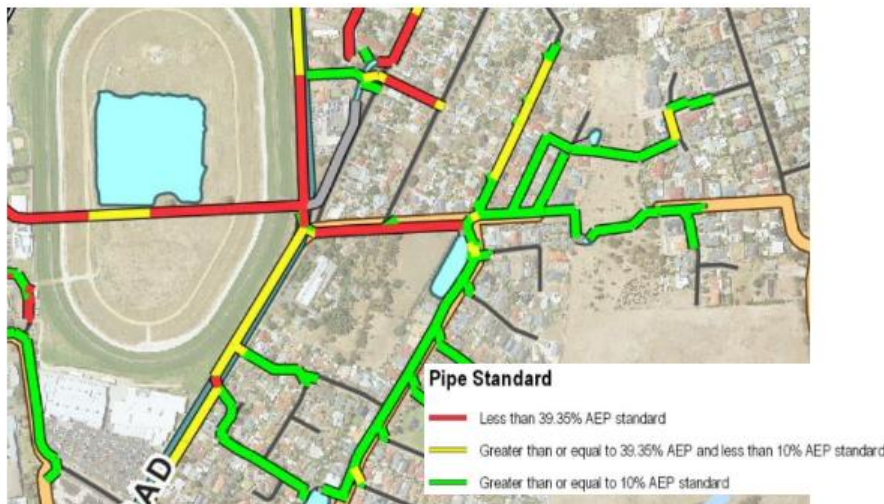 AD
Pipe Standard
Less than 39.35% AEP standard
Greater than or equal to 39.35% AEP and less than 10% AEP standard
Greater than or equal to 10% AEP standard